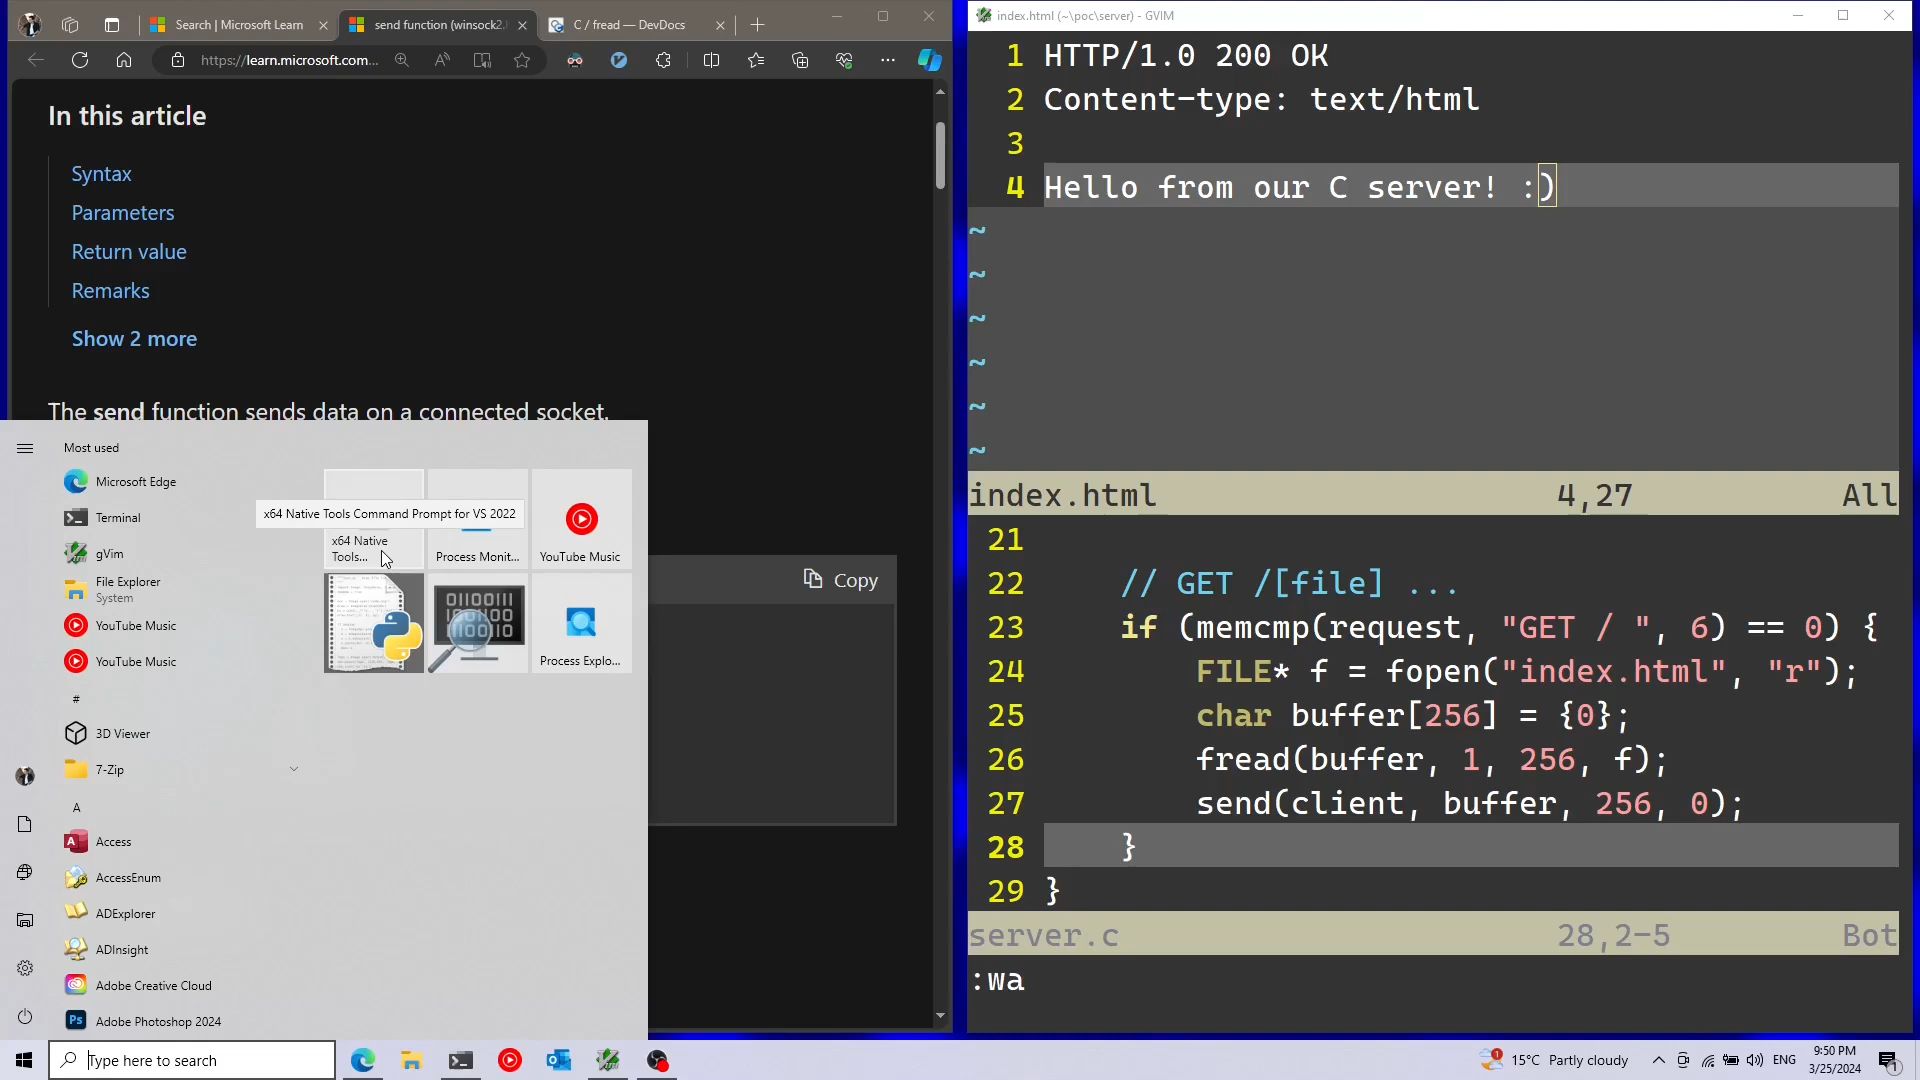 Search | Microsoft Learn
send function (winsock2.
C / fread — DevDocs
https://learn.microsoft.com...
In this article
Syntax
Parameters
Return value
Remarks
Show 2 more
The send function sends data on a connected socket.
Copy
Most used
Microsoft Edge
Terminal
gVim
File Explorer
System
YouTube Music
YouTube Music
#
3D Viewer
7-Zip
A
Access
AccessEnum
ADExplorer
ADInsight
Adobe Creative Cloud
Adobe Photoshop 2024
x64 Native Tools Command Prompt for VS 2022
x64 Native
Tools...
Process Monit...
YouTube Music
Process Explo...
index.html (~\poc\server) - GVIM
1 HTTP/1.0 200 OK
2 Content-type: text/html
3
4 Hello from our C server! :)
~
~
~
~
~
~
index.html 4,27 All
21
22 // GET /[file] ...
23 if (memcmp(request, "GET / ", 6) == 0) {
24 FILE* f = fopen("index.html", "r");
25 char buffer[256] = {0};
26 fread(buffer, 1, 256, f);
27 send(client, buffer, 256, 0);
28 }
29 }
server.c 28,2-5 Bot
:wa
Type here to search
15°C Partly cloudy
ENG
9:50 PM
3/25/2024